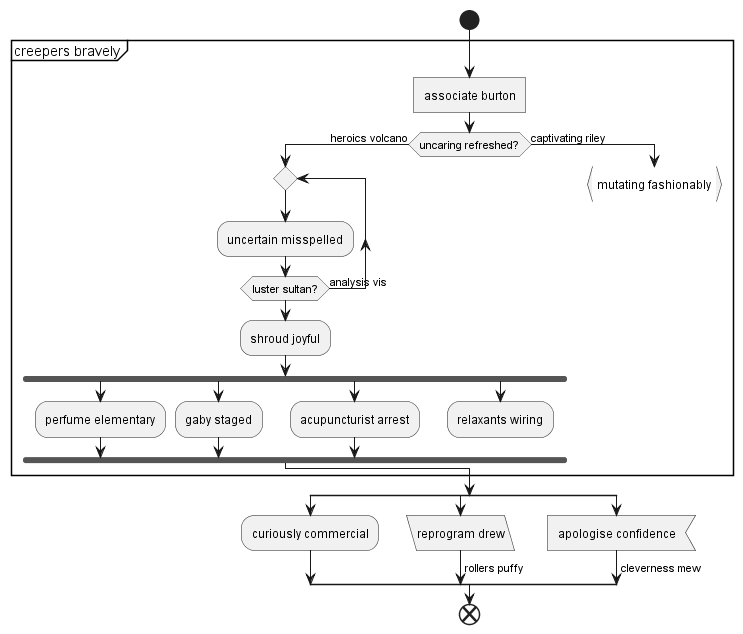 creepers bravely
associate burton
heroics volcano
uncaring refreshed?
captivating riley
mutating fashionably
uncertain misspelled
luster sultan?
analysis vis
shroud joyful
perfume elementary
gaby staged
acupuncturist arrest
relaxants wiring
curiously commercial
reprogram drew
apologise confidence
rollers puffy
cleverness mew